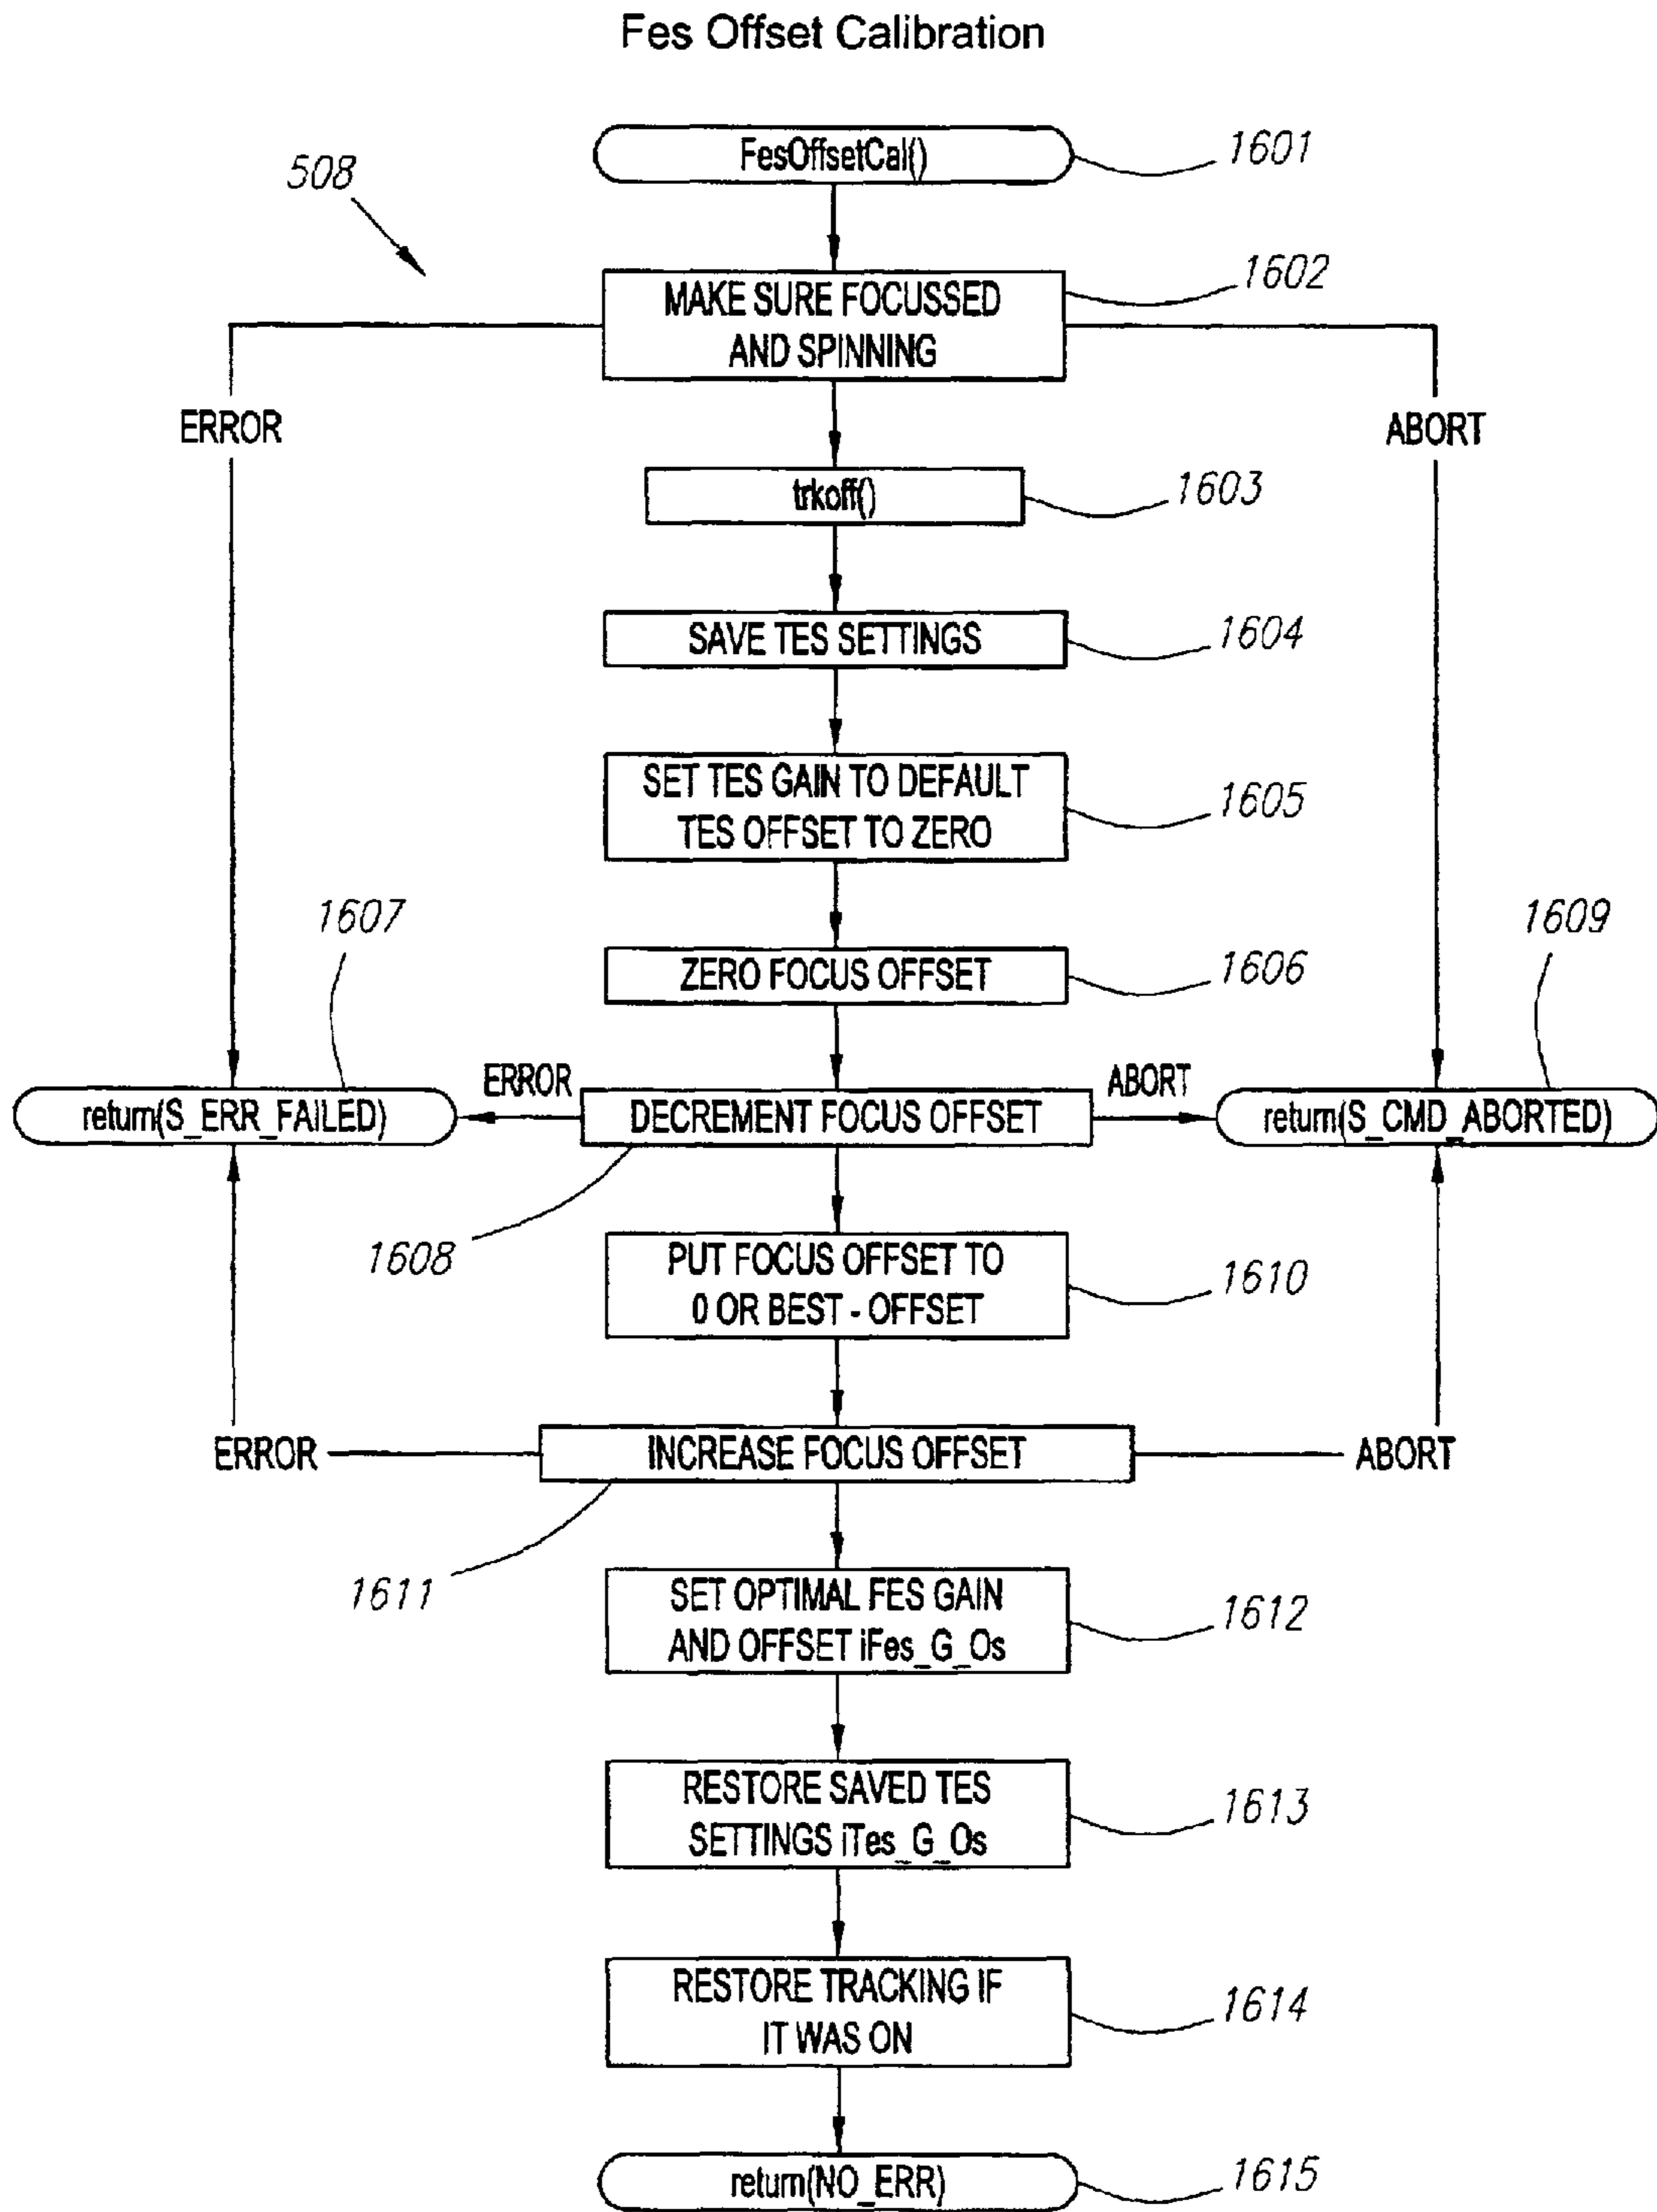 Fes Offset Calibration
FesOffsetCal()
1601
508
MAKE SURE FOCUSSED
AND SPINNING
1602
ERROR
ABORT
trkoff()
1603
SAVE TES SETTINGS
1604
SET TES GAIN TO DEFAULT
TES OFFSET TO ZERO
1605
1607
1609
ZERO FOCUS OFFSET
1606
return(S_ERR_FAILED)
ERROR
DECREMENT FOCUS OFFSET
ABORT
return(S_CMD_ABORTED)
1608
PUT FOCUS OFFSET TO
0 OR BEST - OFFSET
1610
ERROR
INCREASE FOCUS OFFSET
ABORT
1611
SET OPTIMAL FES GAIN
AND OFFSET iFes_G_Os
1612
RESTORE SAVED TES
SETTINGS iTes_G_Os
1613
RESTORE TRACKING IF
IT WAS ON
1614
return(NO_ERR)
1615